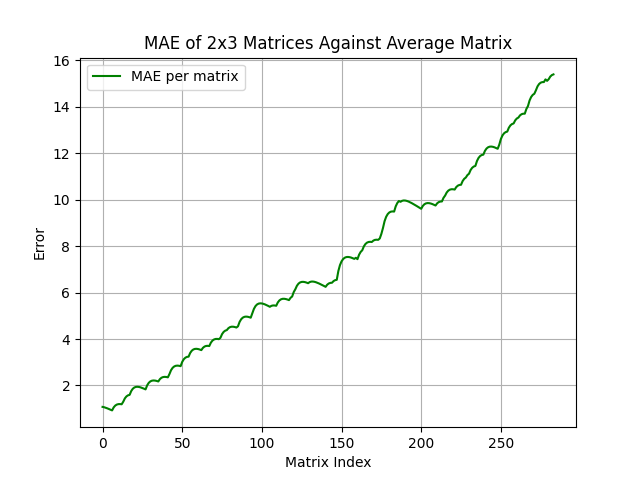 MAE of 2x3 Matrices Against Average Matrix
MAE per matrix
Error
16
14
12
10
8
6
4
2
0 50 100 150 200 250
Matrix Index